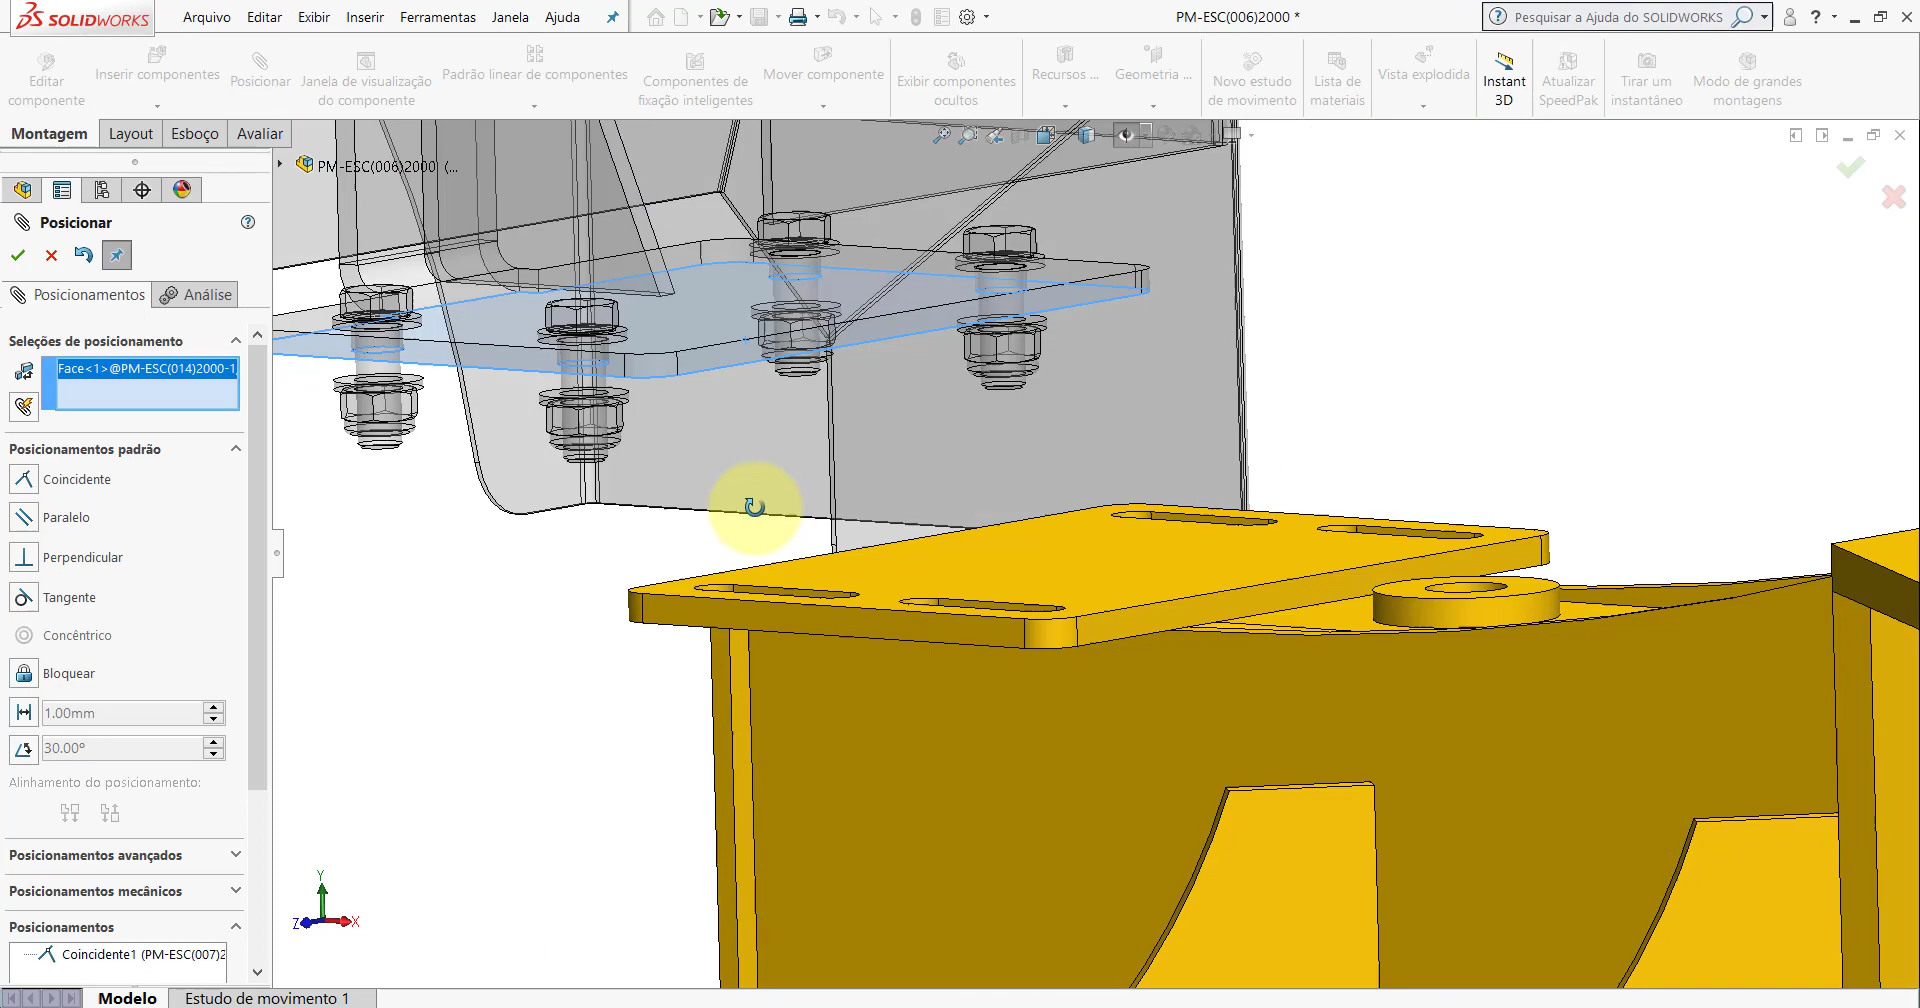 SOLIDWORKS
Arquivo
Editar
Exibir
Inserir
Ferramentas
Janela
Ajuda
PM-ESC(006)2000 *
Pesquisar a Ajuda do SOLIDWORKS
?
Editar
componente
Inserir componentes
Posicionar
Janela de visualização
do componente
Padrão linear de componentes
Componentes de
fixação inteligentes
Mover componente
Exibir componentes
ocultos
Recursos ...
Geometria ...
Novo estudo
de movimento
Lista de
materiais
Vista explodida
Instant
3D
Atualizar
SpeedPak
Tirar um
instantâneo
Modo de grandes
montagens
Montagem
Layout
Esboço
Avaliar
PM-ESC(006)2000 (...
Posicionar
?
Posicionamentos
Análise
Seleções de posicionamento
Face<1>@PM-ESC(014)2000-1
Posicionamentos padrão
Coincidente
Paralelo
Perpendicular
Tangente
Concêntrico
Bloquear
1.00mm
30.00°
Alinhamento do posicionamento:
Posicionamentos avançados
Posicionamentos mecânicos
Posicionamentos
Coincidente1 (PM-ESC(007)2
Y
Z
X
Modelo
Estudo de movimento 1